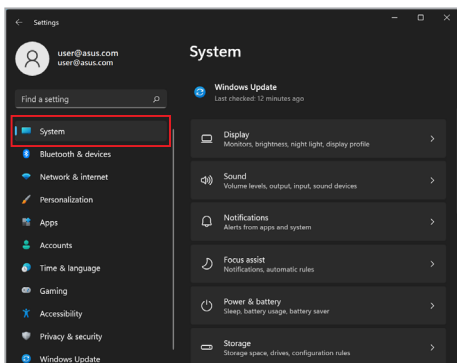 Settings
user@asus.com
user@asus.com
Find a setting
System
Bluetooth & devices
Network & internet
Personalization
Apps
Accounts
Time & language
Gaming
Accessibility
Privacy & security
Windows Update
System
Windows Update
Last checked: 12 minutes ago
Display
Monitors, brightness, night light, display profile
Sound
Volume levels, output, input, sound devices
Notifications
Alerts from apps and system
Focus assist
Notifications, automatic rules
Power & battery
Sleep, battery usage, battery saver
Storage
Storage space, drives, configuration rules